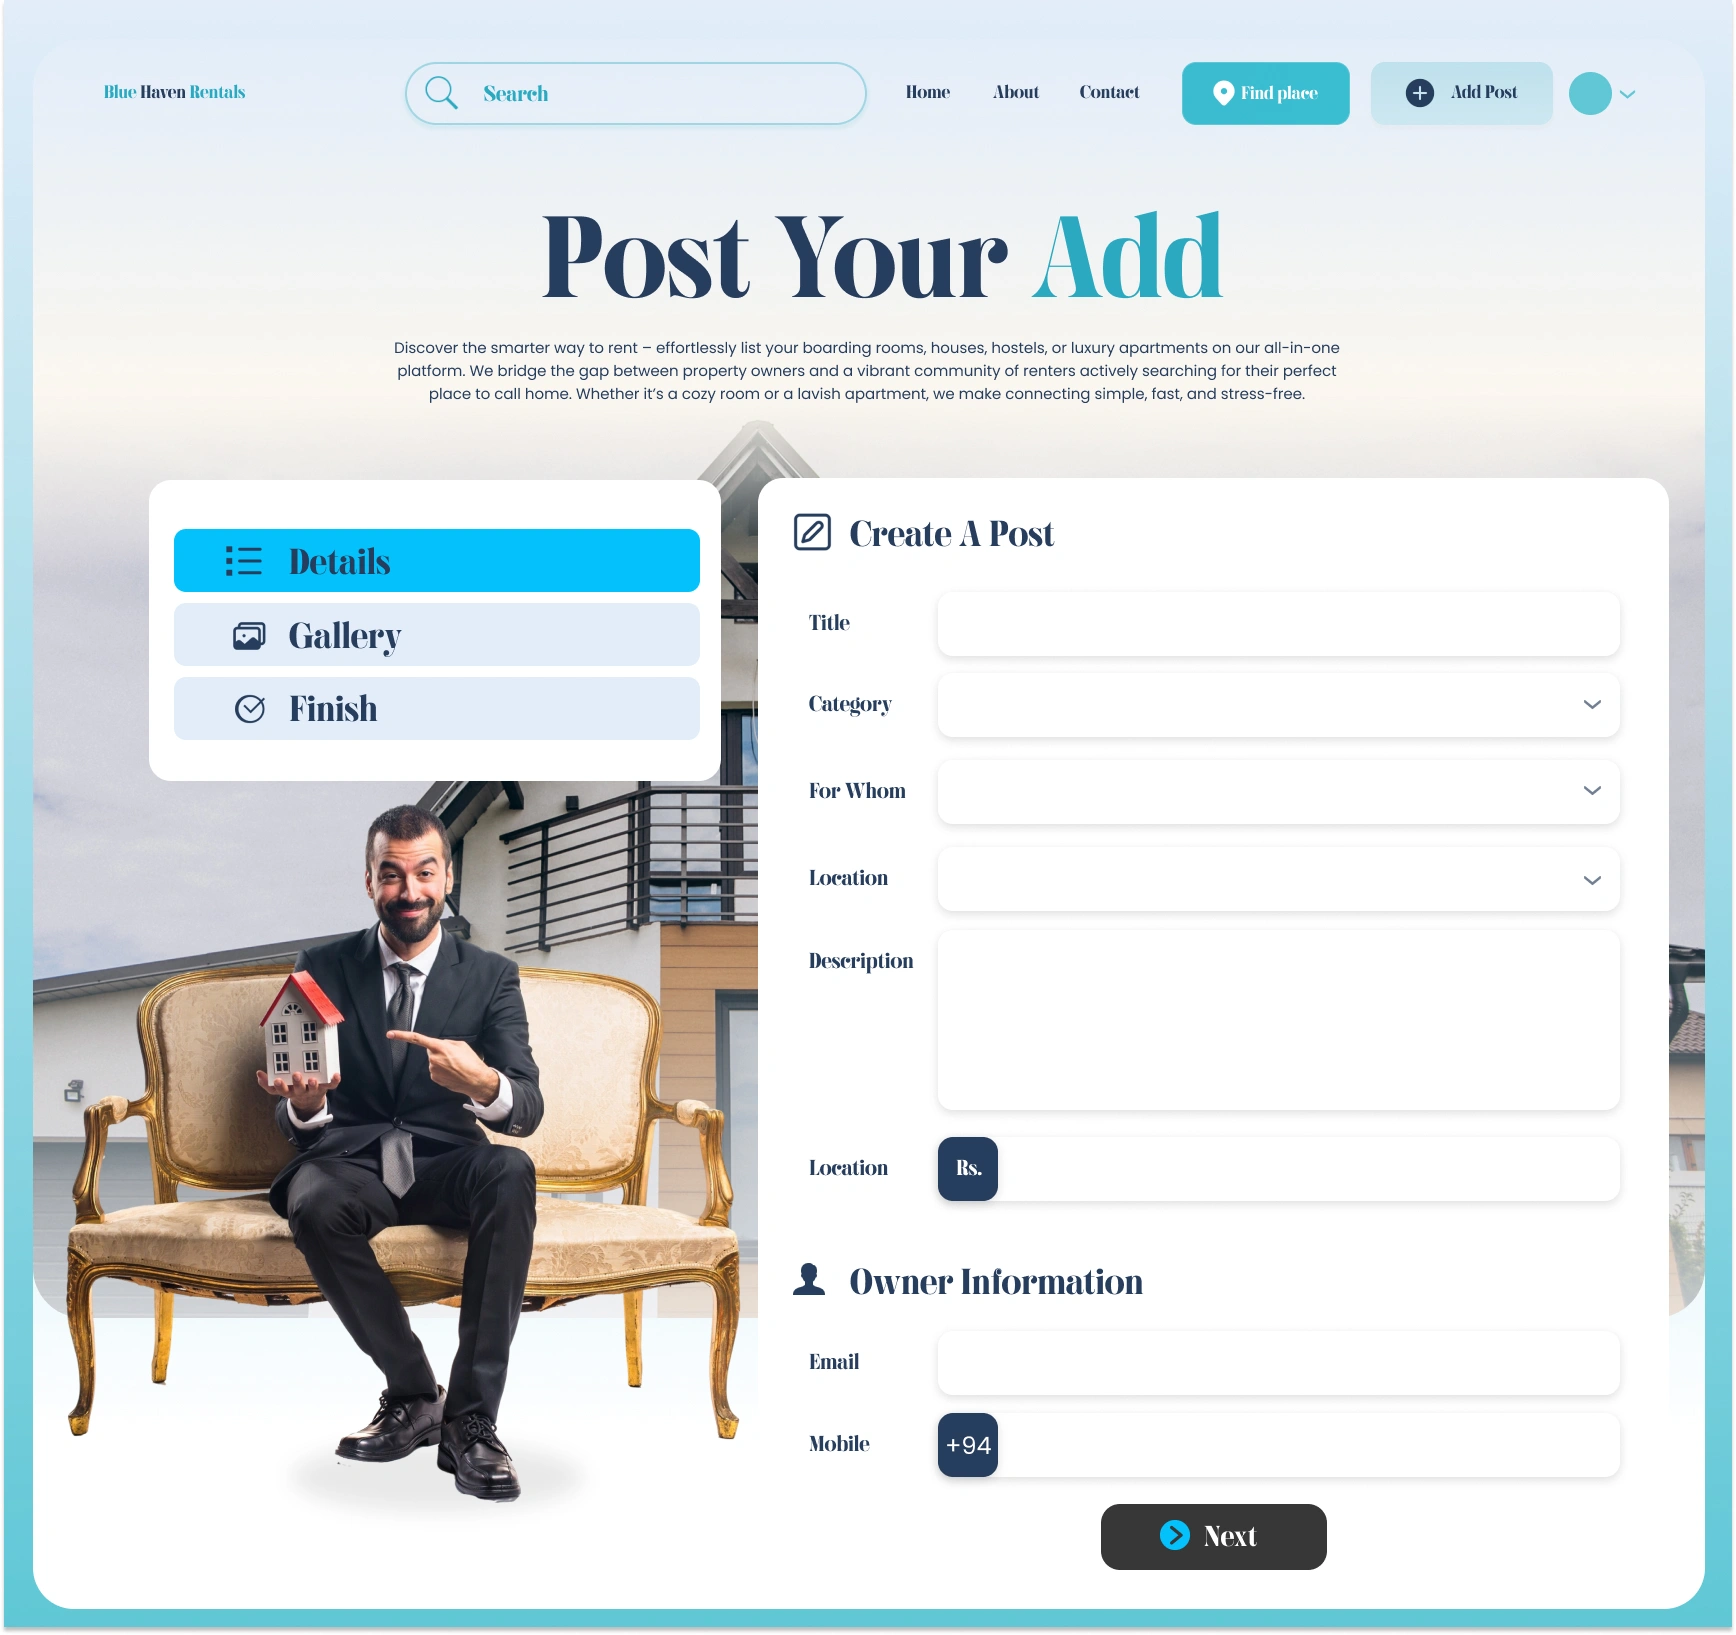 Blue Haven Rentals
Search
Home
About
Contact
Find place
Add Post
Post Your Add
Discover the smarter way to rent – effortlessly list your boarding rooms, houses, hostels, or luxury apartments on our all-in-one
platform. We bridge the gap between property owners and a vibrant community of renters actively searching for their perfect
place to call home. Whether it's a cozy room or a lavish apartment, we make connecting simple, fast, and stress-free.
Details
Gallery
Finish
Create A Post
Title
Category
For Whom
Location
Description
Location
Rs.
Owner Information
Email
Mobile
+94
Next